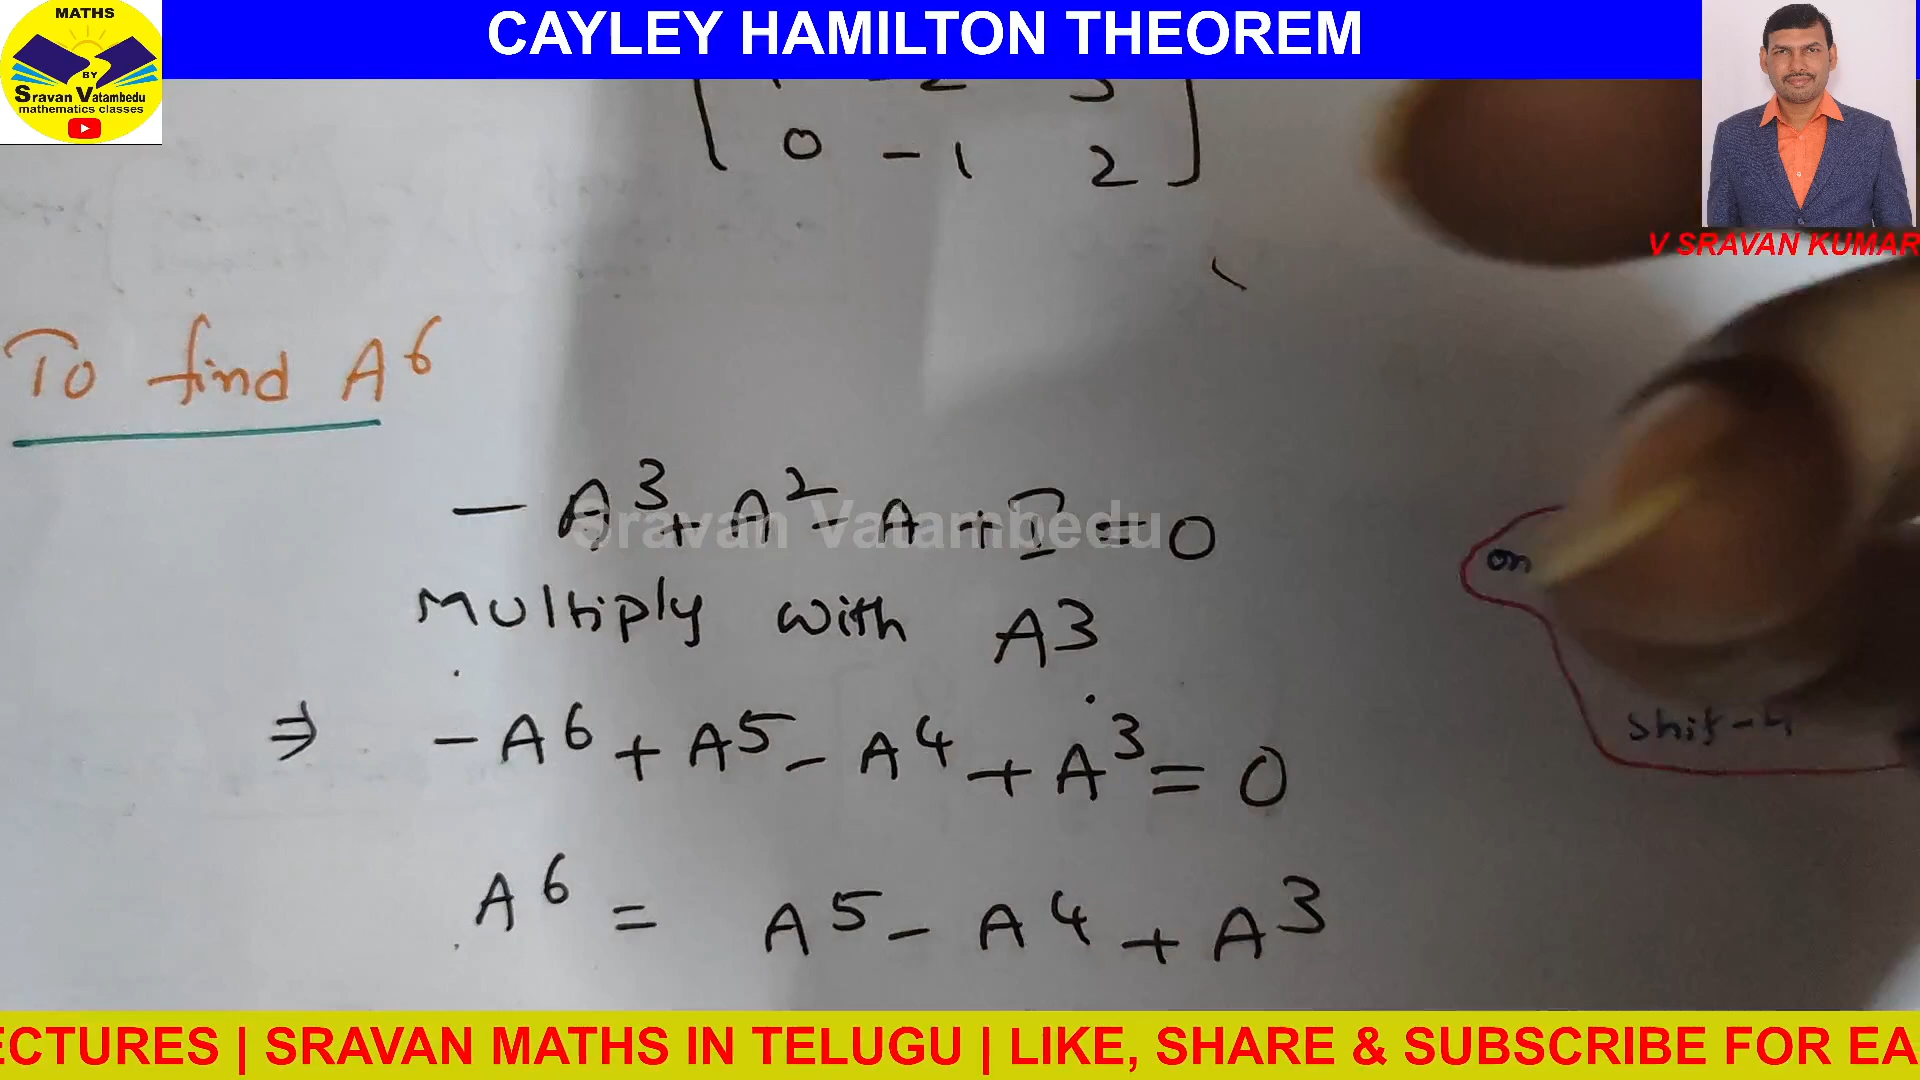 MATHS
BY
Sravan Vatambedu
mathematics classes
CAYLEY HAMILTON THEOREM
V SRAVAN KUMAR
0 -1 2
To find A⁶
- A³ + A² - A + I = 0
Sravan Vatambedu
Multiply with A3
⇒ -A⁶ + A⁵ - A⁴ + A³ = 0
A⁶ = A⁵ - A⁴ + A³
on
ECTURES | SRAVAN MATHS IN TELUGU | LIKE, SHARE & SUBSCRIBE FOR EA